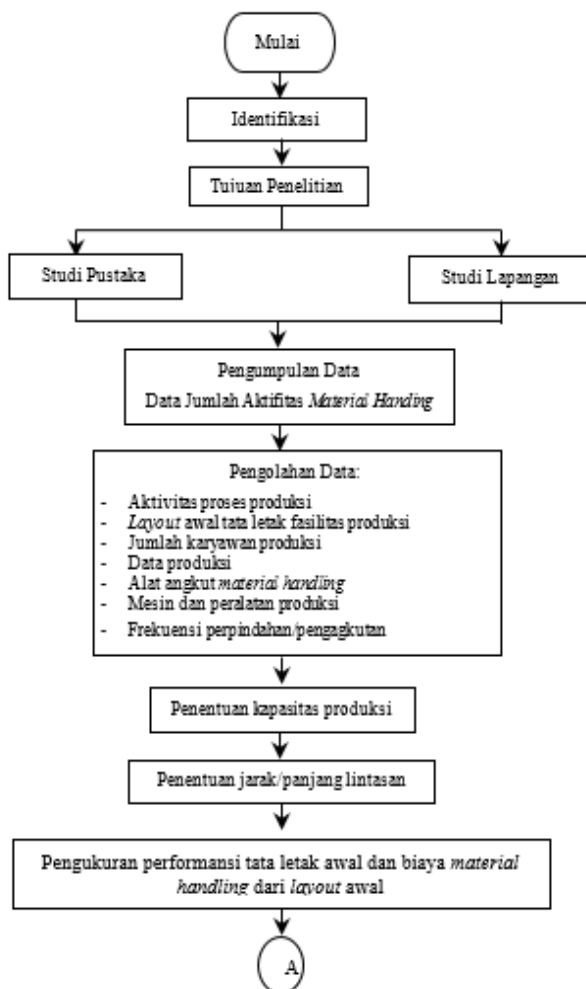 Mulai
Identifikasi
Tujuan Penelitian
Studi Pustaka
Studi Lapangan
Pengumpulan Data
Data Jumlah Aktifitas Material Handing
Pengolahan Data:
- Aktivitas proses produksi
- Layout awal tata letak fasilitas produksi
- Jumlah karyawan produksi
- Data produksi
- Alat angkut material handling
- Mesin dan peralatan produksi
- Frekuensi perpindahan/pengagkutan
Penentuan kapasitas produksi
Penentuan jarak/panjang lintasan
Pengukuran performansi tata letak awal dan biaya material
handling dari layout awal
A